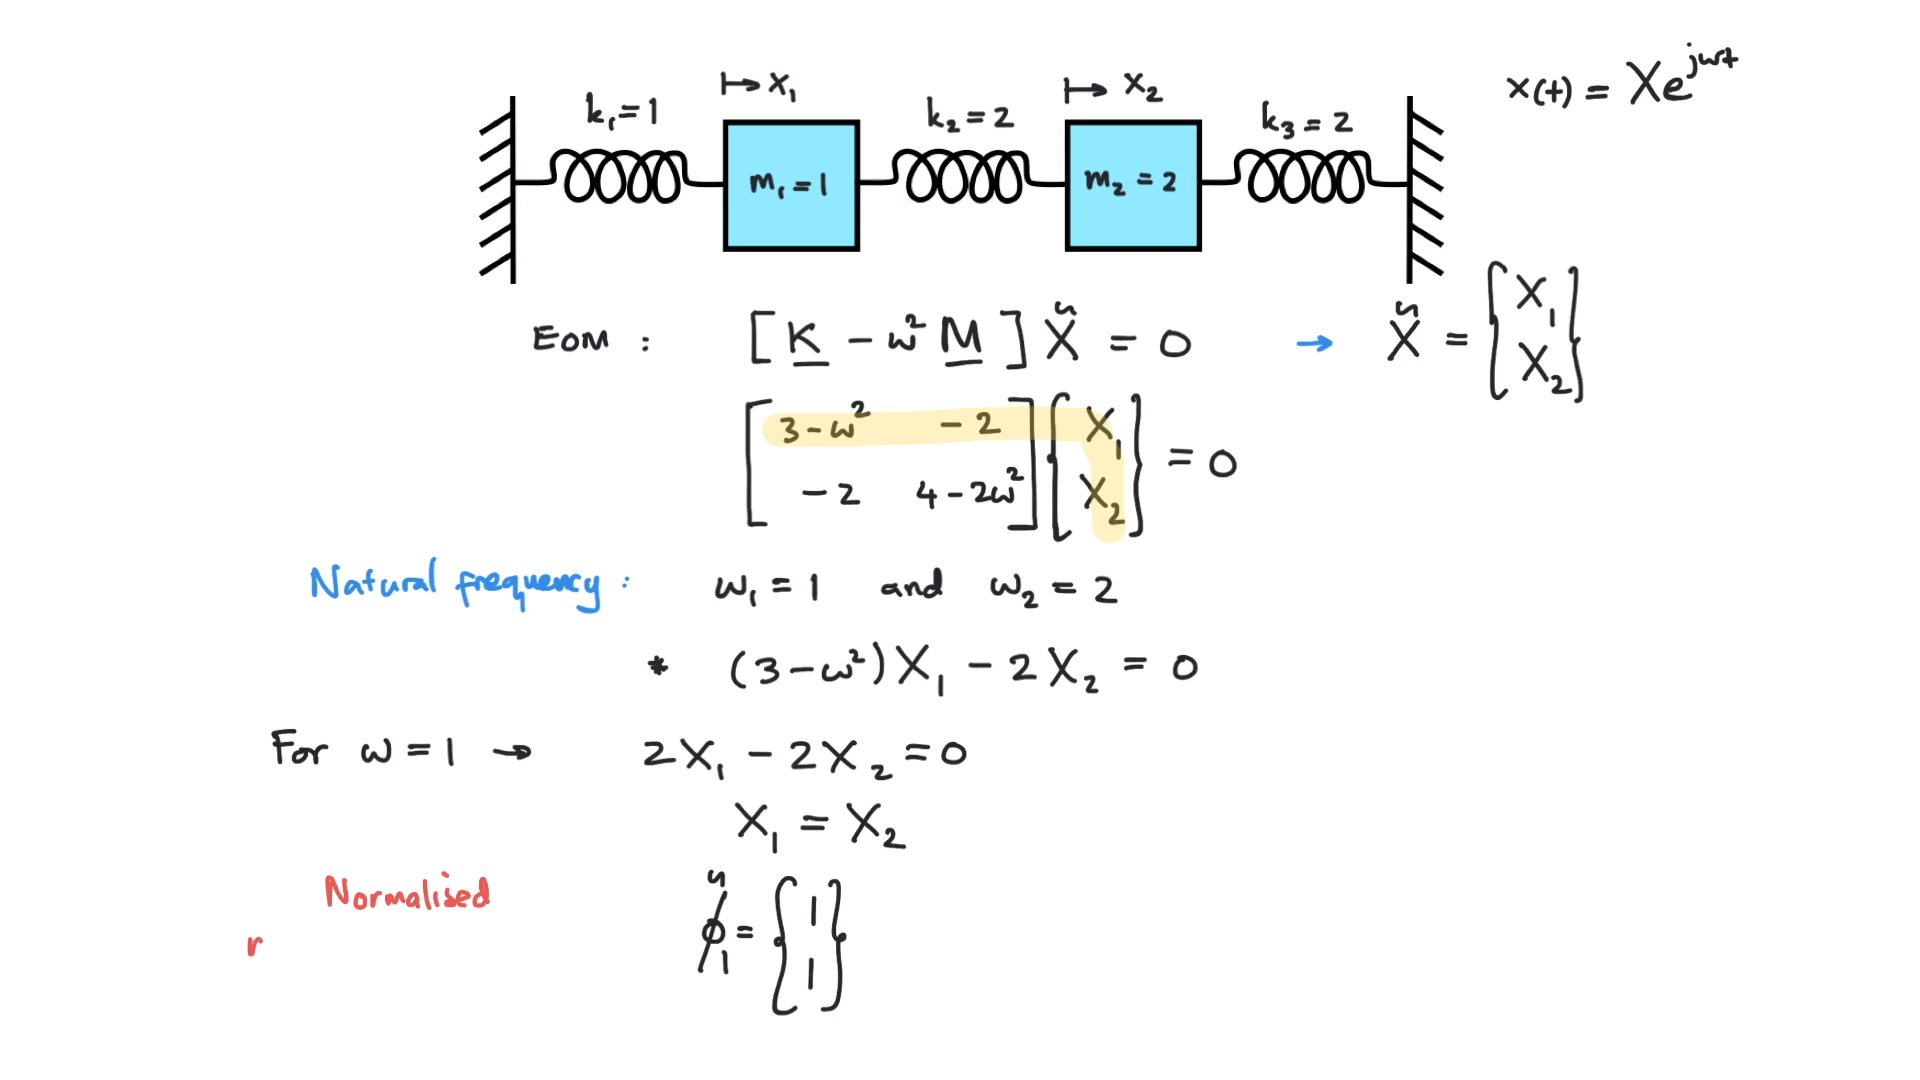 x(t) = Xe^{jωt}
↦ x₁
↦ x₂
k₁ = 1
k₂ = 2
k₃ = 2
m₁ = 1
m₂ = 2
EoM : [K − ω² M] X = 0 → X = { X₁ X₂ }
[ 3 − ω² −2 ] { X₁ }
[ −2 4 − 2ω² ] { X₂ } = 0
Natural frequency : ω₁ = 1 and ω₂ = 2
* (3 − ω²) X₁ − 2X₂ = 0
For ω = 1 → 2X₁ − 2X₂ = 0
X₁ = X₂
Normalised
r
ϕ₁ = { 1 1 }